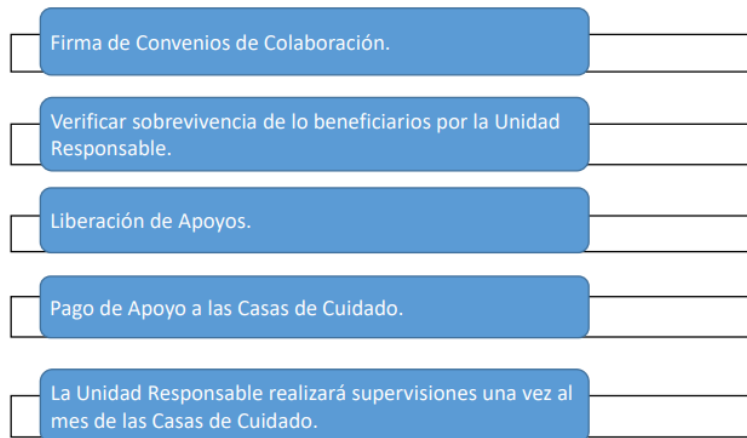 Firma de Convenios de Colaboración.
Verificar sobrevivencia de lo beneficiarios por la Unidad
Responsable.
Liberación de Apoyos.
Pago de Apoyo a las Casas de Cuidado.
La Unidad Responsable realizará supervisiones una vez al
mes de las Casas de Cuidado.